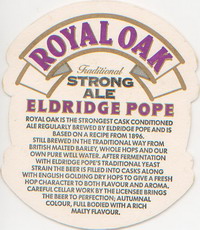 ROYAL OAK
Traditional
STRONG
ALE
ELDRIDGE POPE
ROYAL OAK IS THE STRONGEST CASK CONDITIONED
ALE REGULARLY BREWED BY ELDRIDGE POPE AND IS
BASED ON A RECIPE FROM 1896.
STILL BREWED IN THE TRADITIONAL WAY FROM
BRITISH MALTED BARLEY, WHOLE HOPS AND OUR
OWN PURE WELL WATER. AFTER FERMENTATION
WITH ELDRIDGE POPE'S TRADITIONAL YEAST
STRAIN THE BEER IS FILLED INTO CASKS ALONG
WITH ENGLISH GOLDING DRY HOPS TO GIVE A FRESH
HOP CHARACTER TO BOTH FLAVOUR AND AROMA.
CAREFUL CELLAR WORK BY THE LICENSEE BRINGS
THE BEER TO PERFECTION; AUTUMNAL
COLOUR, FULL BODIED WITH A RICH
MALTY FLAVOUR.